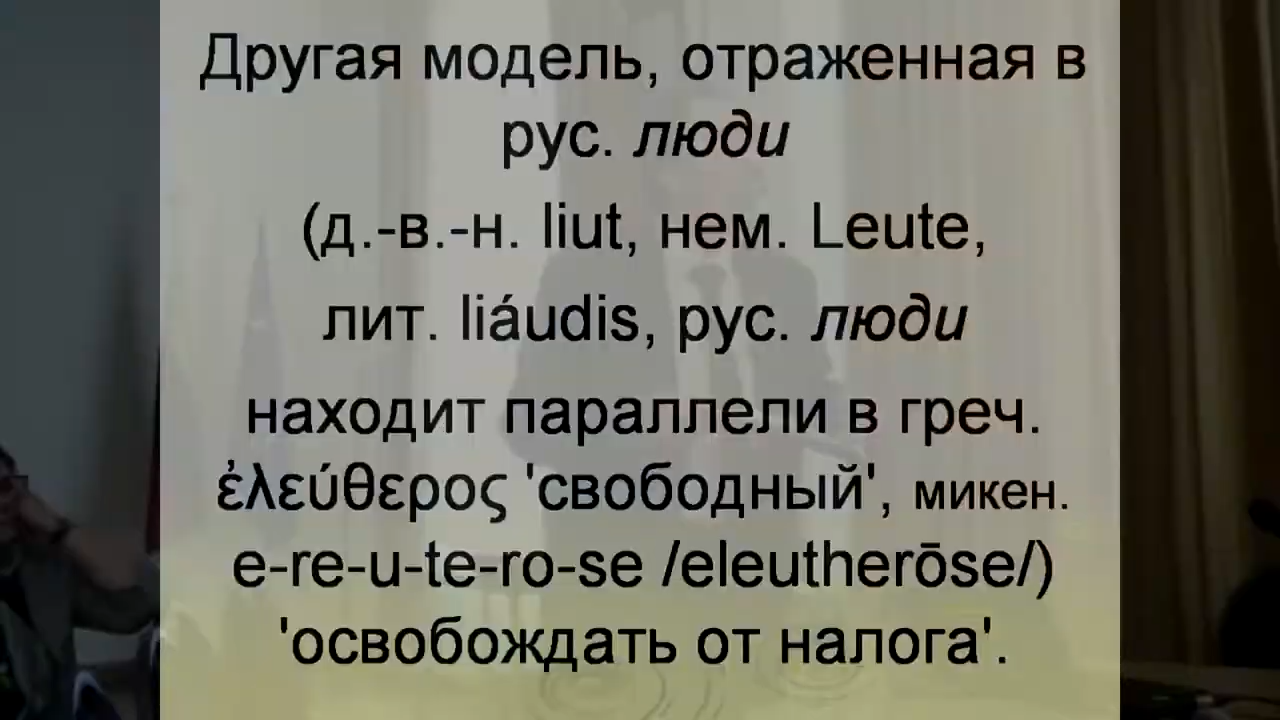 Другая модель, отраженная в
рус. люди
(д.-в.-н. liut, нем. Leute,
лит. liáudis, рус. люди
находит параллели в греч.
ἐλεύθερος 'свободный', микен.
e-re-u-te-ro-se /eleutherōse/)
'освобождать от налога'.